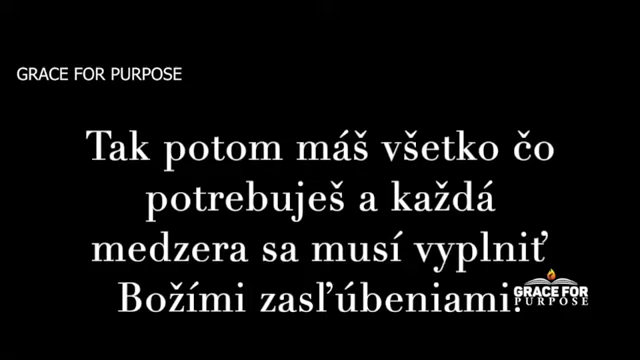 GRACE FOR PURPOSE
Tak potom máš všetko čo
potrebuješ a každá
medzera sa musí vyplniť
Božími zasľúbeniami.
GRACE FOR
PURPOSE